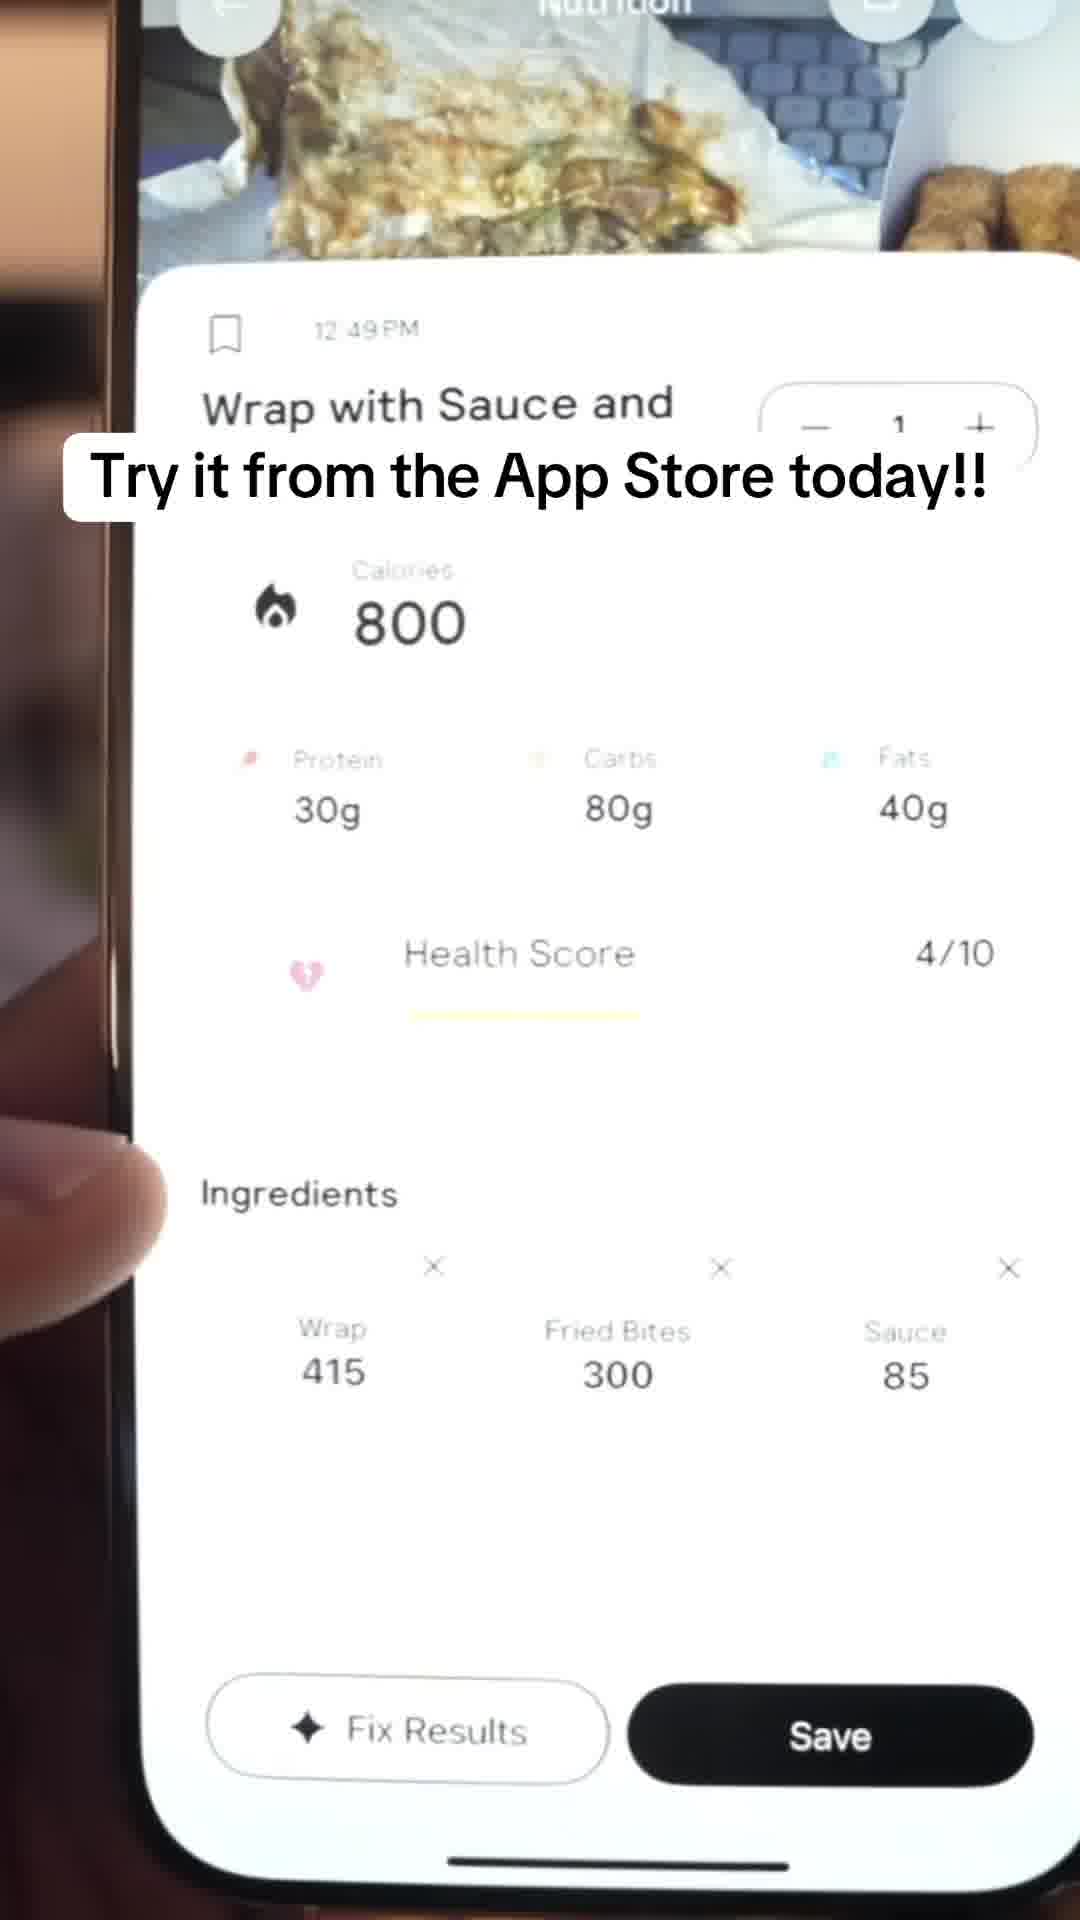 Nutrition
12:49 PM
Wrap with Sauce and
1
Try it from the App Store today!!
Calories
800
Protein
Carbs
Fats
30g
80g
40g
Health Score
4/10
Ingredients
Wrap
Fried Bites
Sauce
415
300
85
Fix Results
Save